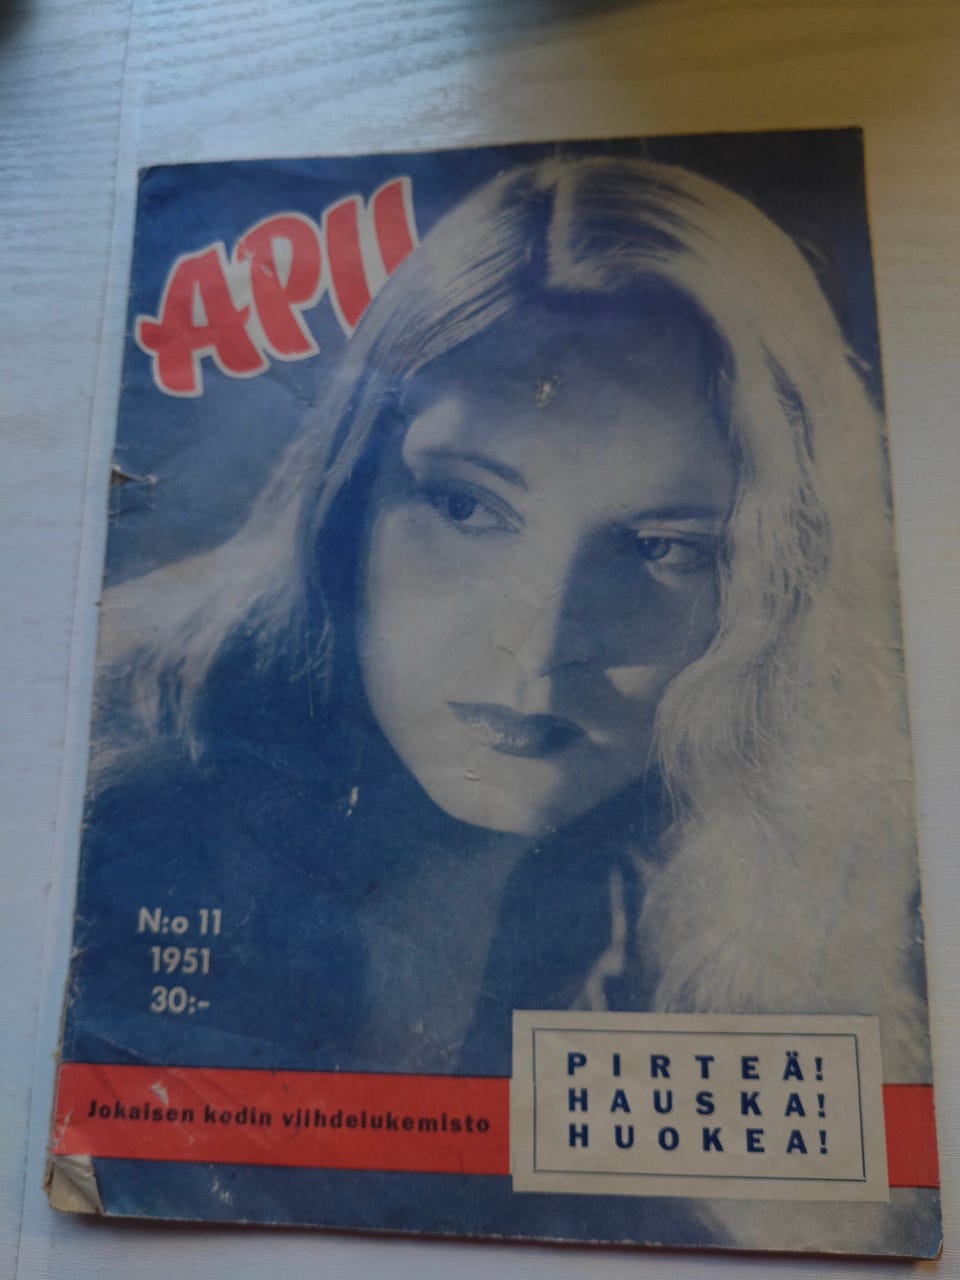 APU
N:o 11
1951
30:-
Jokaisen kodin viihdelukemisto
PIRTEÄ!
HAUSKA!
HUOKEA!